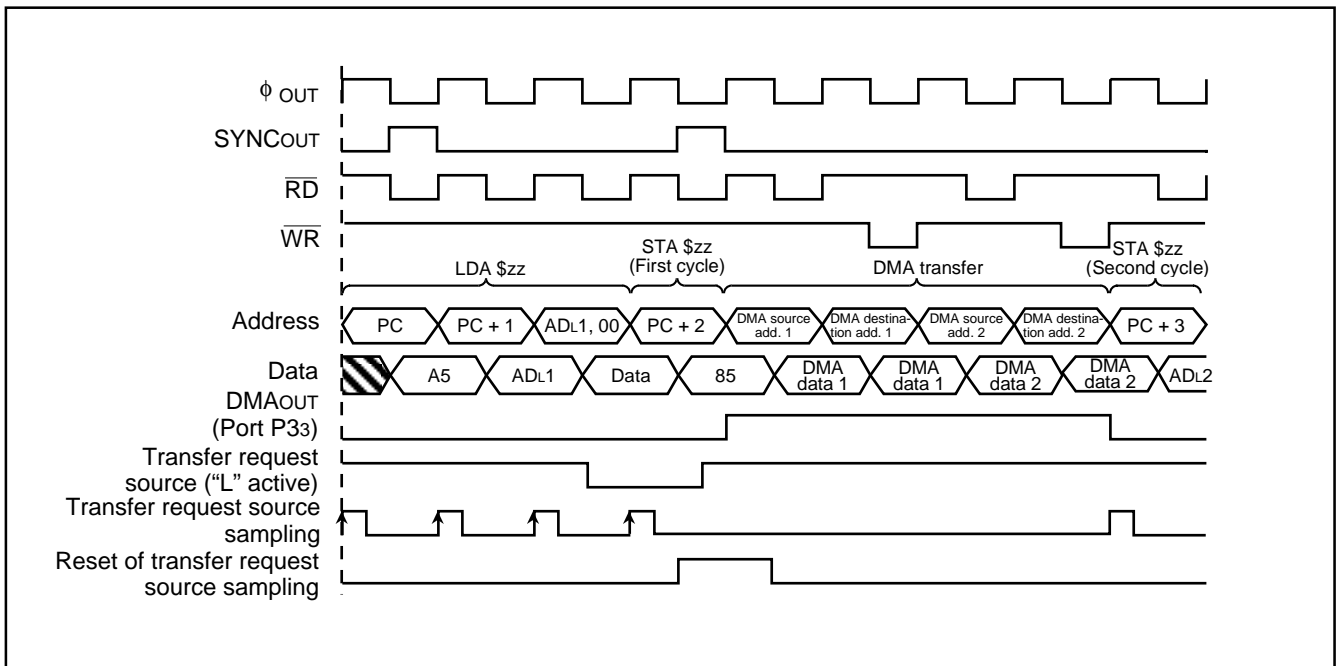 ϕ OUT
SYNCOUT
RD
WR
LDA $zz
STA $zz
(First cycle)
DMA transfer
STA $zz
(Second cycle)
Address
PC
PC + 1
ADL1, 00
PC + 2
DMA source
add. 1
DMA destina-
tion add. 1
DMA source
add. 2
DMA destina-
tion add. 2
PC + 3
Data
A5
ADL1
Data
85
DMA
data 1
DMA
data 1
DMA
data 2
DMA
data 2
ADL2
DMAOUT
(Port P33)
Transfer request
source (“L” active)
Transfer request source
sampling
Reset of transfer request
source sampling